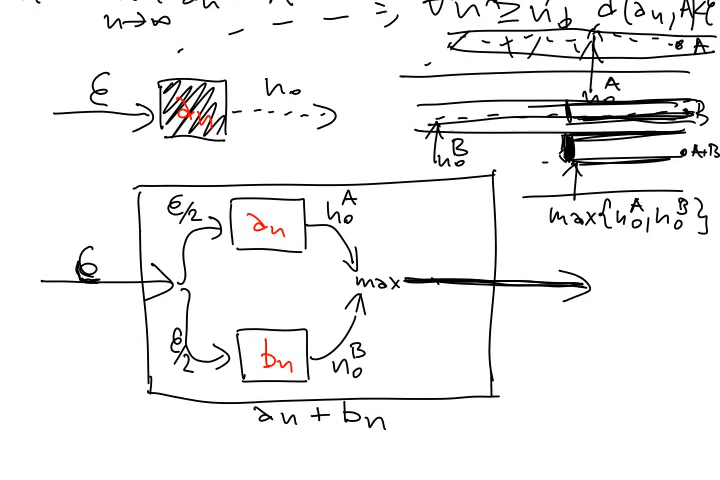 n→∞ ⇒ ∀n ≥ n₀ d(aₙ, A) < ε
A
ε aₙ n₀
n₀ᴬ
B
n₀ᴮ
A+B
max{n₀ᴬ, n₀ᴮ}
ε/2 aₙ n₀ᴬ
ε max
ε/2 bₙ n₀ᴮ
aₙ + bₙ